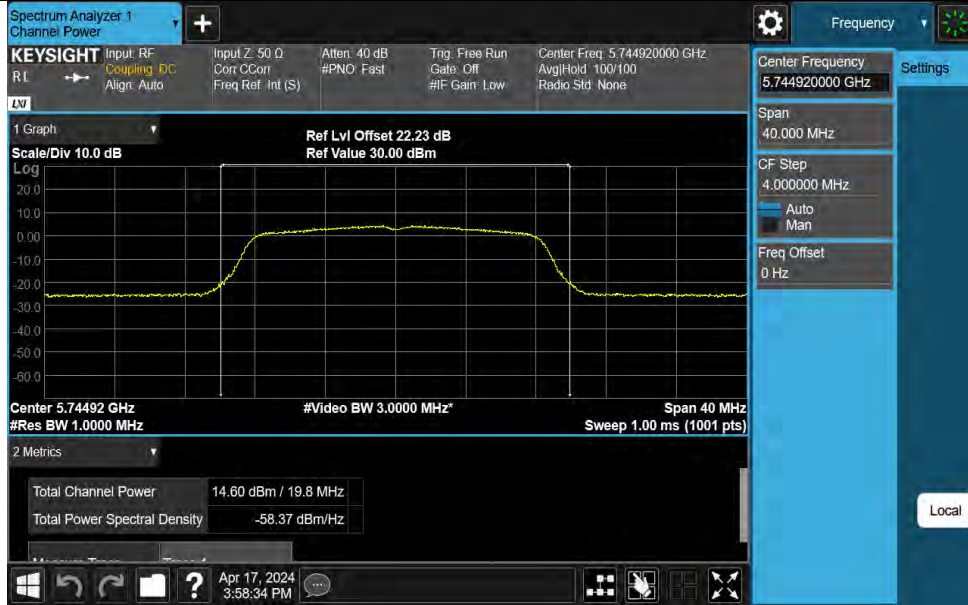 Spectrum Analyzer 1
Channel Power
+
Frequency
KEYSIGHT
Input: RF
Coupling: DC
Align: Auto
Input Z: 50 Ω
Corr CCorr
Freq Ref: Int (S)
Atten: 40 dB
#PNO: Fast
Trig: Free Run
Gate: Off
#IF Gain: Low
Center Freq: 5.744920000 GHz
Avg|Hold: 100/100
Radio Std: None
LXI
Center Frequency
5.744920000 GHz
Settings
Span
40.000 MHz
CF Step
4.000000 MHz
Auto
Man
Freq Offset
0 Hz
1 Graph
Scale/Div 10.0 dB
Ref Lvl Offset 22.23 dB
Ref Value 30.00 dBm
Log
20.0
10.0
0.00
-10.0
-20.0
-30.0
-40.0
-50.0
-60.0
Center 5.74492 GHz
#Video BW 3.0000 MHz*
Span 40 MHz
#Res BW 1.0000 MHz
Sweep 1.00 ms (1001 pts)
2 Metrics
Total Channel Power 14.60 dBm / 19.8 MHz
Total Power Spectral Density -58.37 dBm/Hz
Local
?
Apr 17, 2024
3:58:34 PM